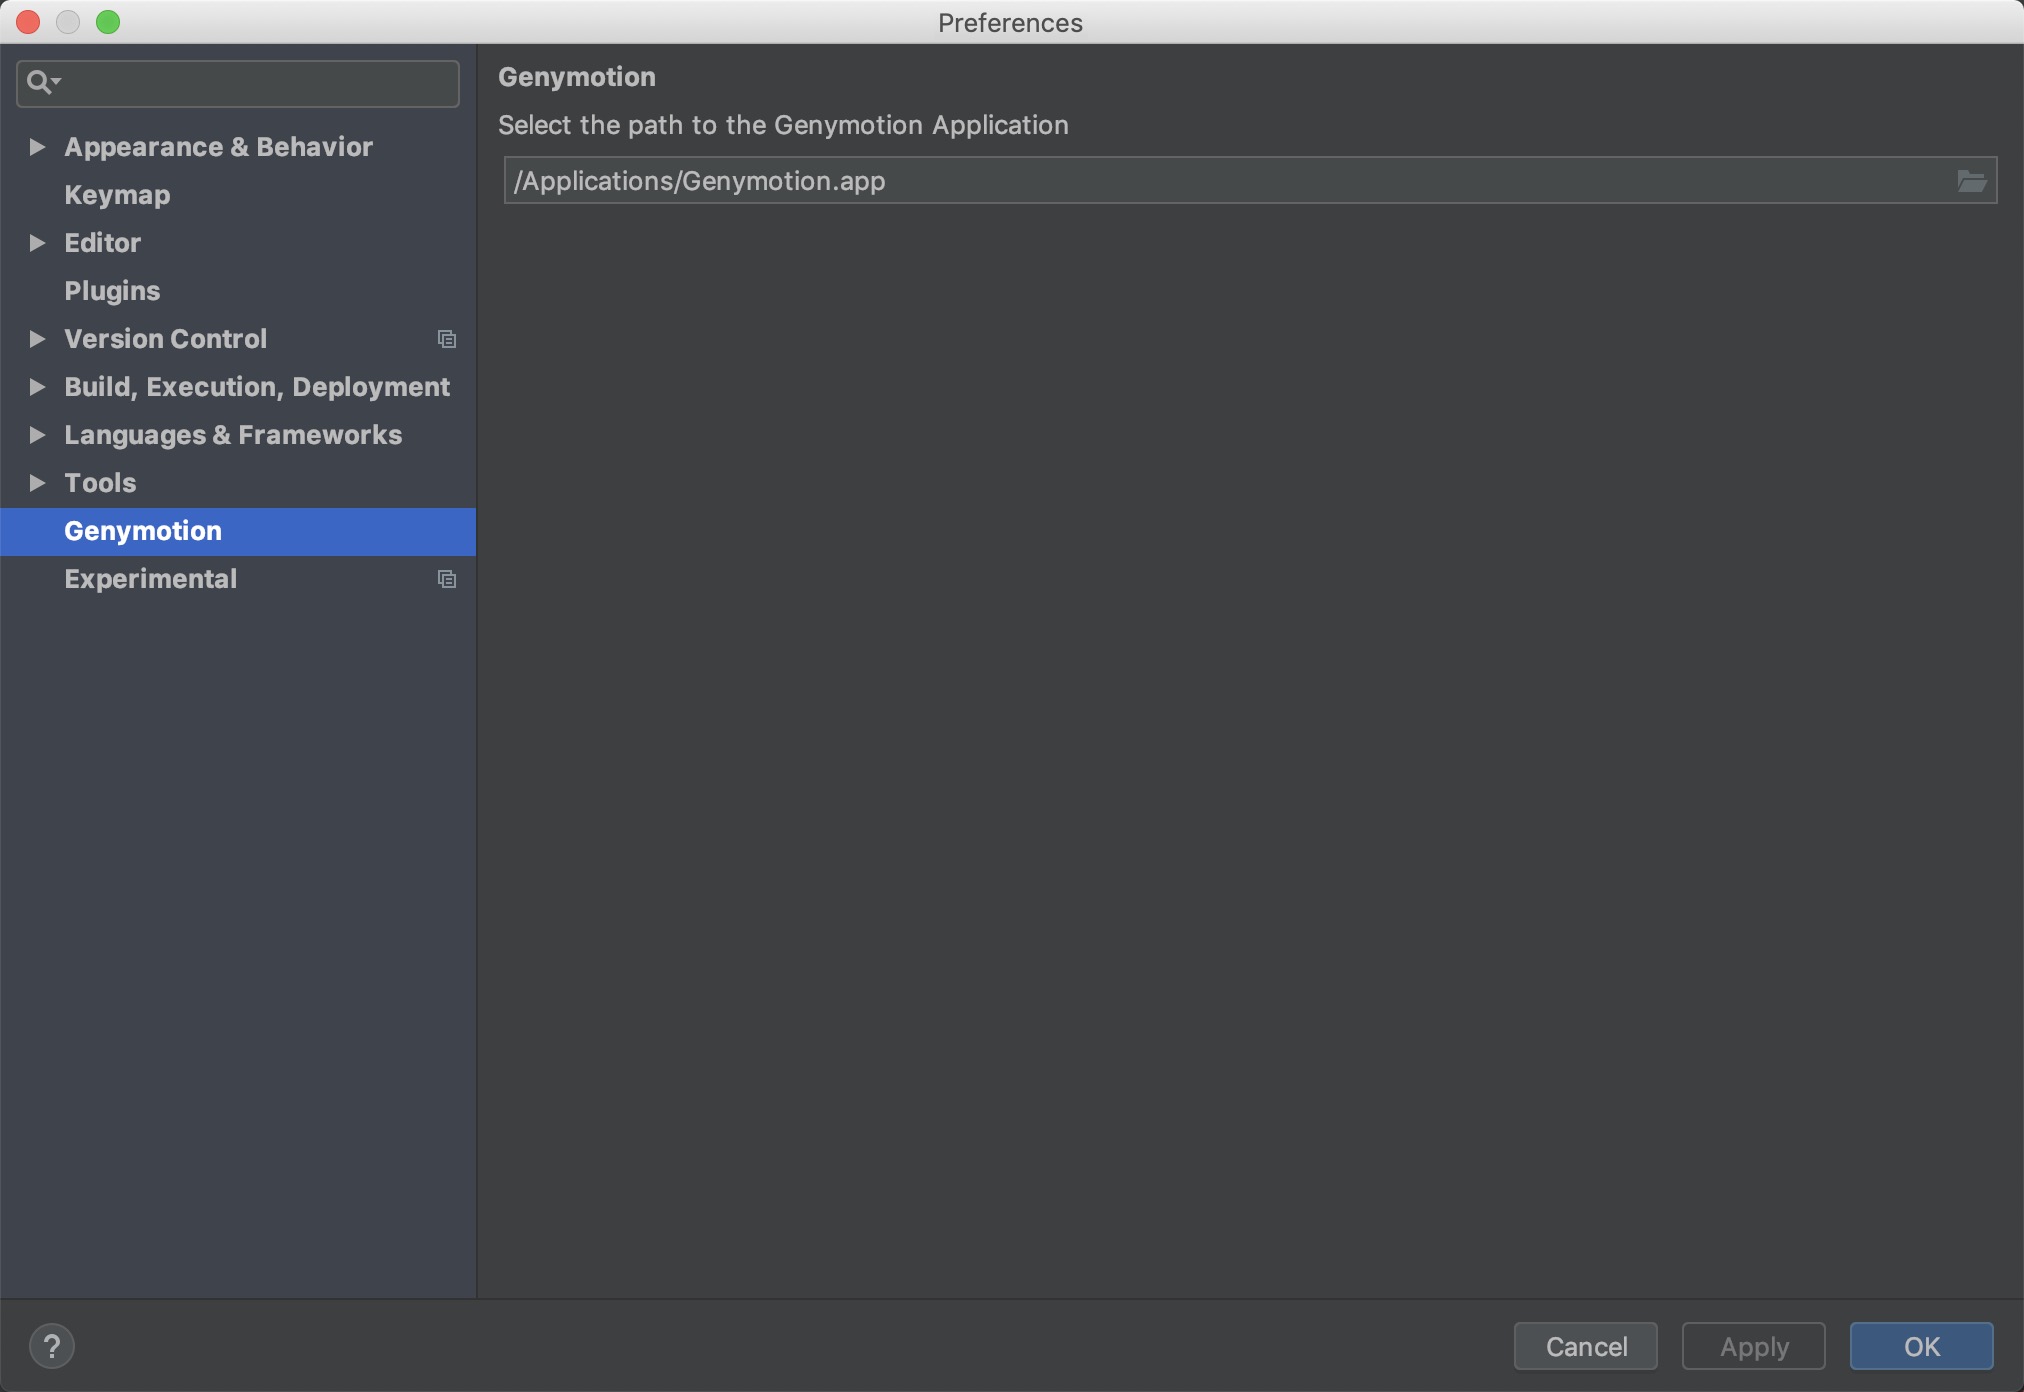 Preferences
Appearance & Behavior
Keymap
Editor
Plugins
Version Control
Build, Execution, Deployment
Languages & Frameworks
Tools
Genymotion
Experimental
Genymotion
Select the path to the Genymotion Application
/Applications/Genymotion.app
?
Cancel
Apply
OK